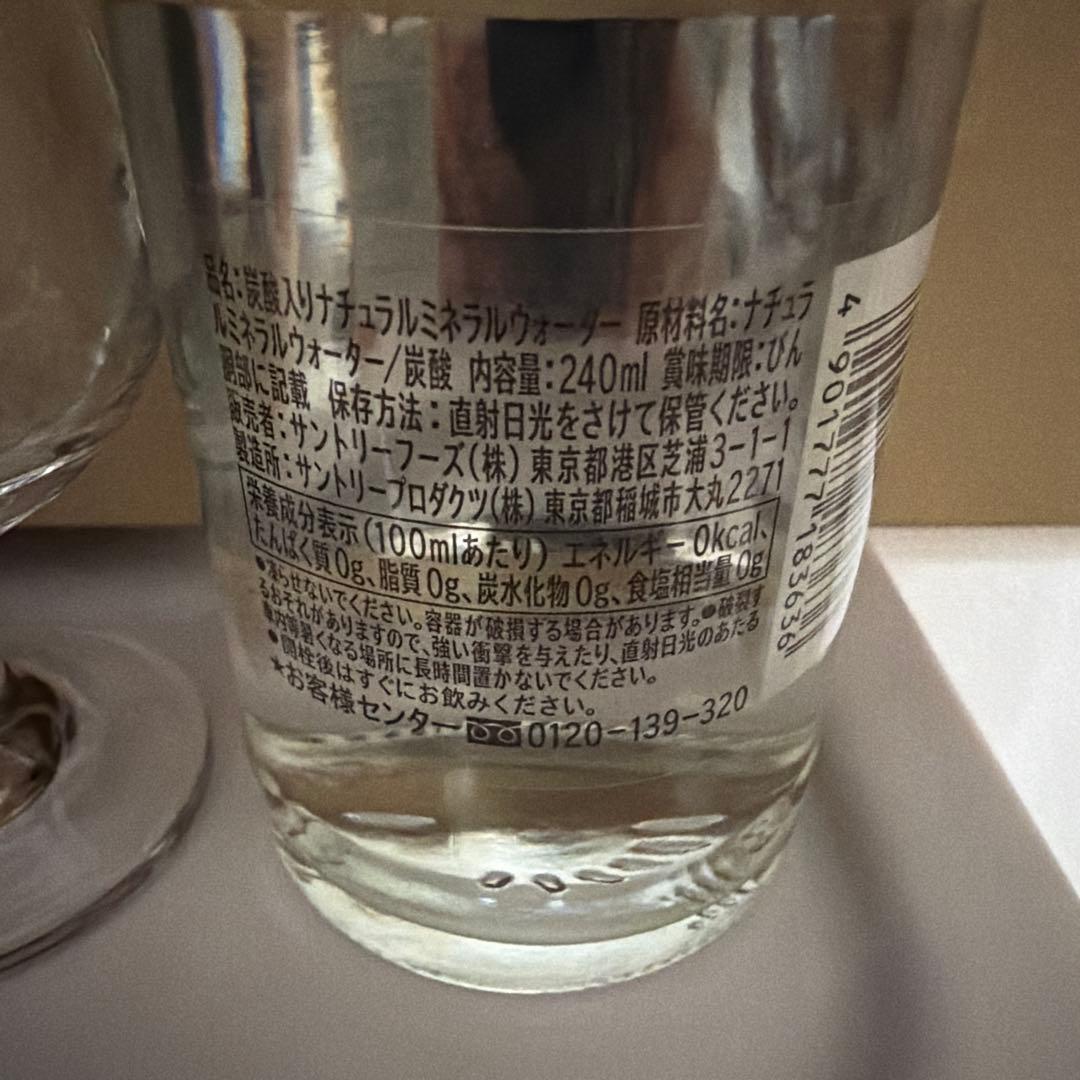 品名：炭酸入りナチュラルミネラルウォーター 原材料名：ナチュラ
ルミネラルウォーター/炭酸 内容量：240ml 賞味期限：びん
胴部に記載 保存方法：直射日光をさけて保管ください。
販売者：サントリーフーズ(株) 東京都港区芝浦3-1-1
製造所：サントリープロダクツ(株) 東京都稲城市大丸2271
栄養成分表示(100mlあたり) エネルギー0kcal、
たんぱく質0g、脂質0g、炭水化物0g、食塩相当量0g
●凍らせないでください。容器が破損する場合があります。●破裂す
るおそれがありますので、強い衝撃を与えたり、直射日光のあたる
車内等暑くなる場所に長時間置かないでください。
●開栓後はすぐにお飲みください。
★お客様センター 0120-139-320
4 901777 183636